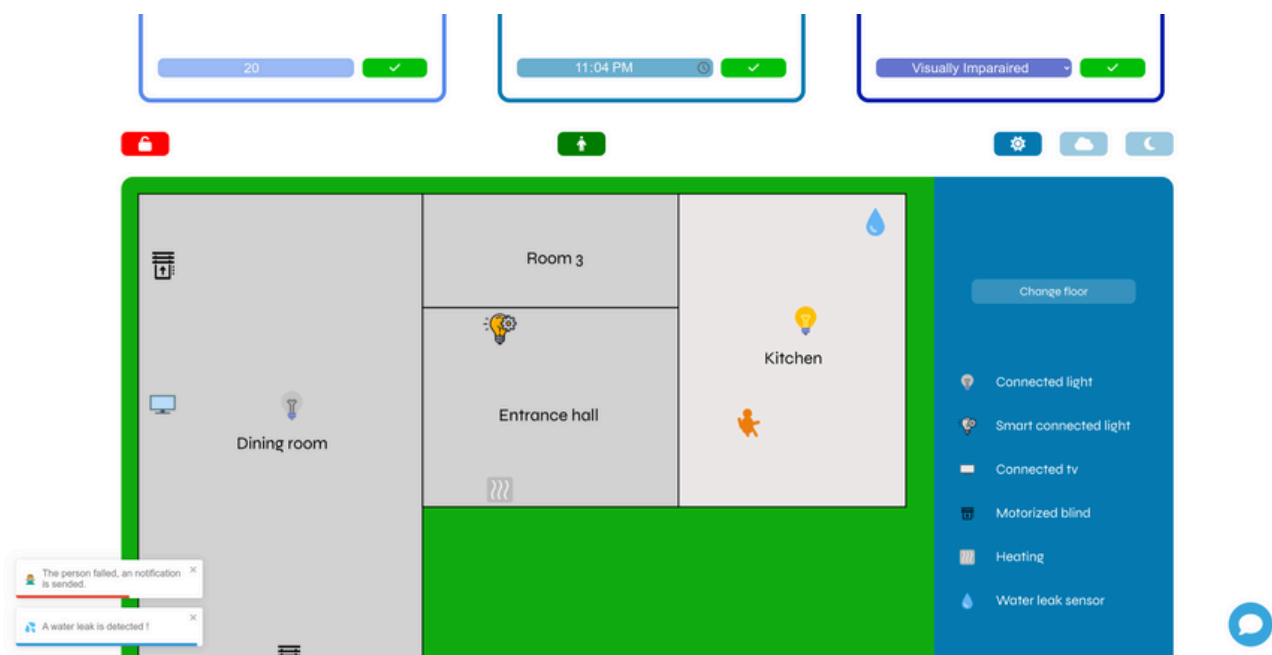 20
11:04 PM
Visually Imparaired
Room 3
Change floor
Kitchen
Connected light
Entrance hall
Smart connected light
Dining room
Connected tv
Motorized blind
Heating
The person falled, an notification
is sended.
Water leak sensor
A water leak is detected !